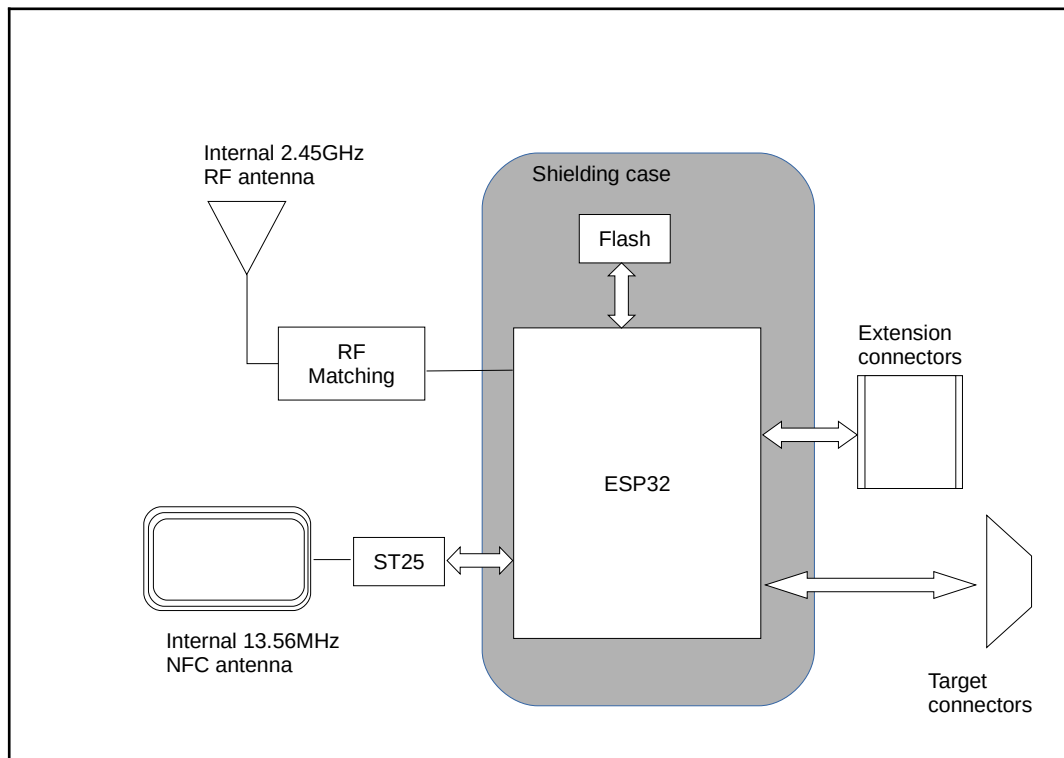 Internal 2.45GHz
RF antenna
Shielding case
Flash
RF
Matching
Extension
connectors
ESP32
ST25
Internal 13.56MHz
NFC antenna
Target
connectors